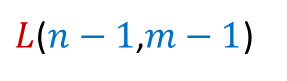 L(n − 1,m − 1)